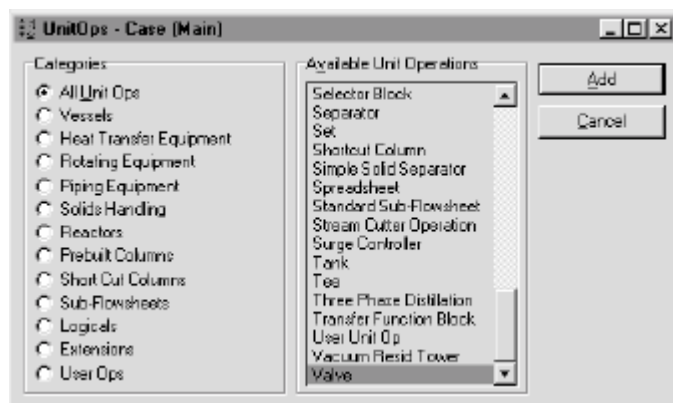 UnitOps - Case (Main)
Categories
All Unit Ops
Vessels
Heat Transfer Equipment
Rotating Equipment
Piping Equipment
Solids Handling
Reactors
Prebuilt Columns
Short Cut Columns
Sub-Flowsheets
Logicals
Extensions
User Ops
Available Unit Operations
Selector Block
Separator
Set
Shortcut Column
Simple Solid Separator
Spreadsheet
Standard Sub-Flowsheet
Stream Cutter Operation
Surge Controller
Tank
Tee
Three Phase Distillation
Transfer Function Block
User Unit Op
Vacuum Resid Tower
Valve
Add
Cancel